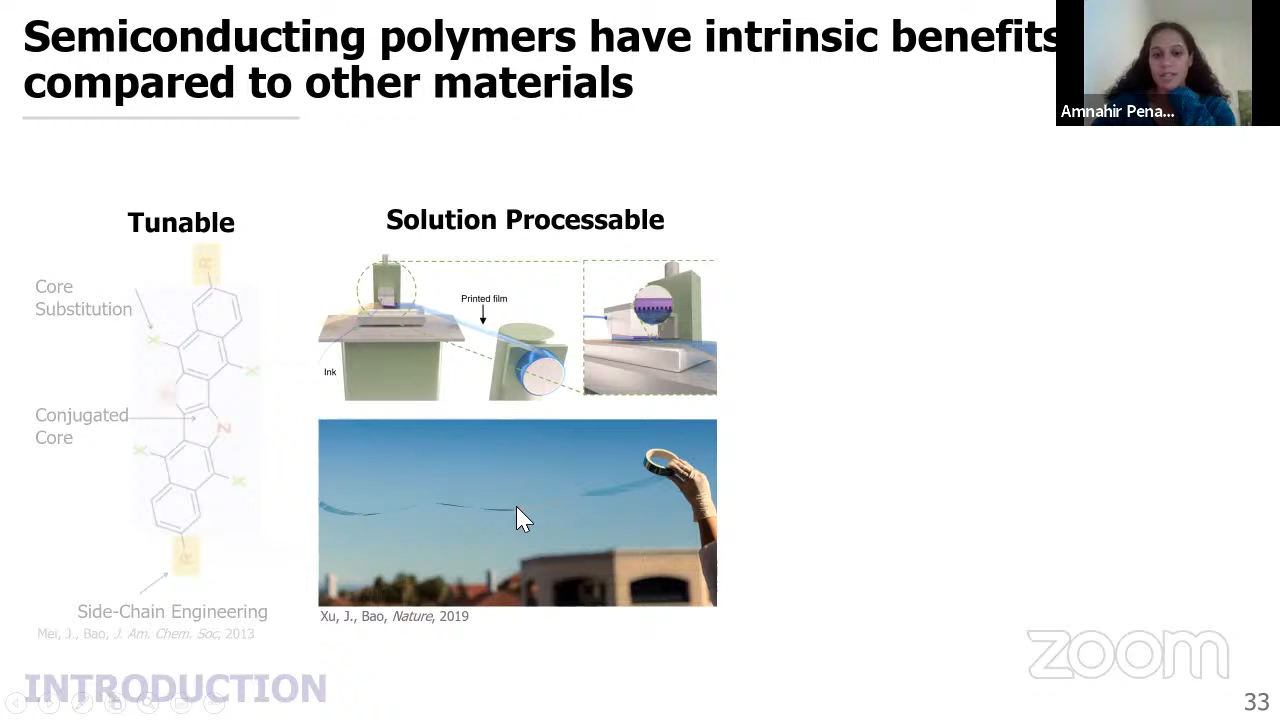 Semiconducting polymers have intrinsic benefits
compared to other materials
Amnahir Pena...
Tunable
Solution Processable
Core
Substitution
R
X
X
Conjugated
Core
N
X
X
R
Side-Chain Engineering
Mei, J., Bao, J. Am. Chem. Soc, 2013
Printed film
Ink
Xu, J., Bao, Nature, 2019
zoom
INTRODUCTION
33